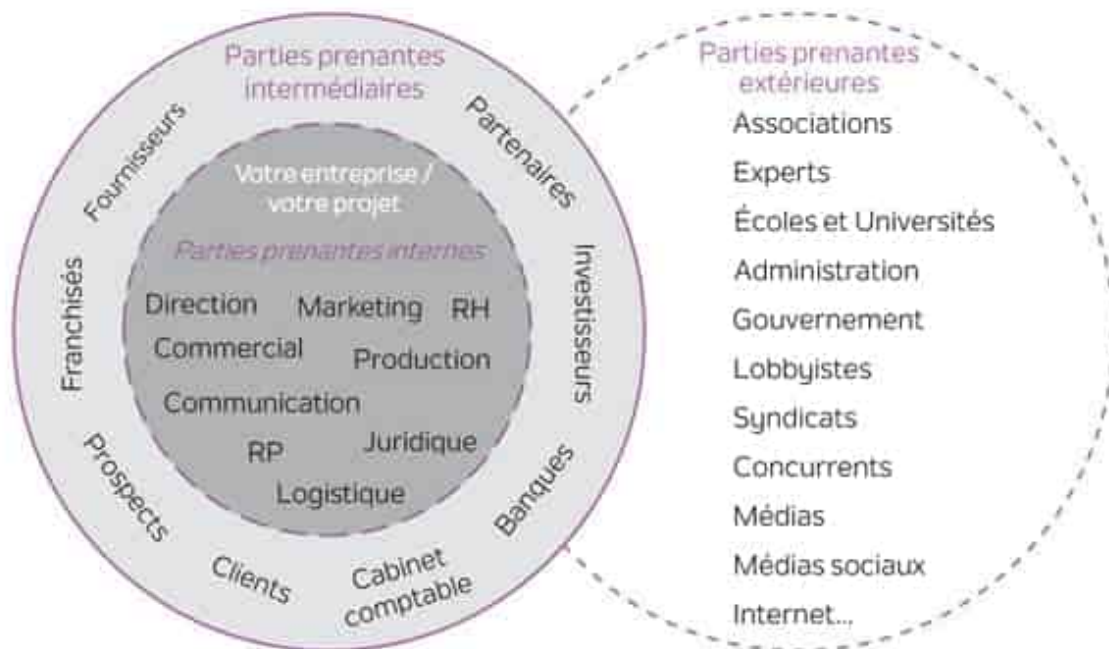 Parties prenantes
intermédiaires
Fournisseurs
Partenaires
Franchisés
Investisseurs
Prospects
Banques
Clients
Cabinet
comptable
Votre entreprise /
votre projet
Parties prenantes internes
Direction
Marketing
RH
Commercial
Production
Communication
RP
Juridique
Logistique
Parties prenantes
extérieures
Associations
Experts
Écoles et Universités
Administration
Gouvernement
Lobbyistes
Syndicats
Concurrents
Médias
Médias sociaux
Internet...